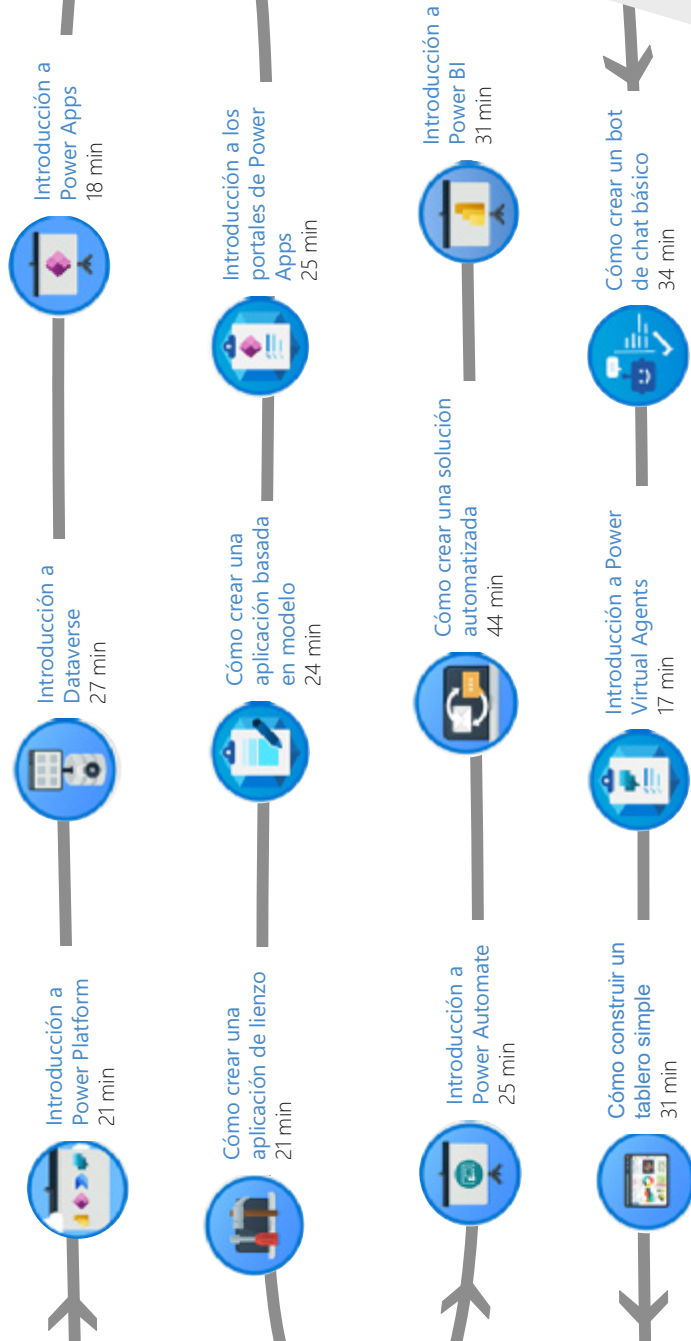 Introducción a
Power Platform
21 min
Introducción a
Dataverse
27 min
Introducción a
Power Apps
18 min
Cómo crear una
aplicación de lienzo
21 min
Cómo crear una
aplicación basada
en modelo
24 min
Introducción a los
portales de Power
Apps
25 min
Introducción a
Power Automate
25 min
Cómo crear una solución
automatizada
44 min
Introducción a
Power BI
31 min
Cómo construir un
tablero simple
31 min
Introducción a Power
Virtual Agents
17 min
Cómo crear un bot
de chat básico
34 min